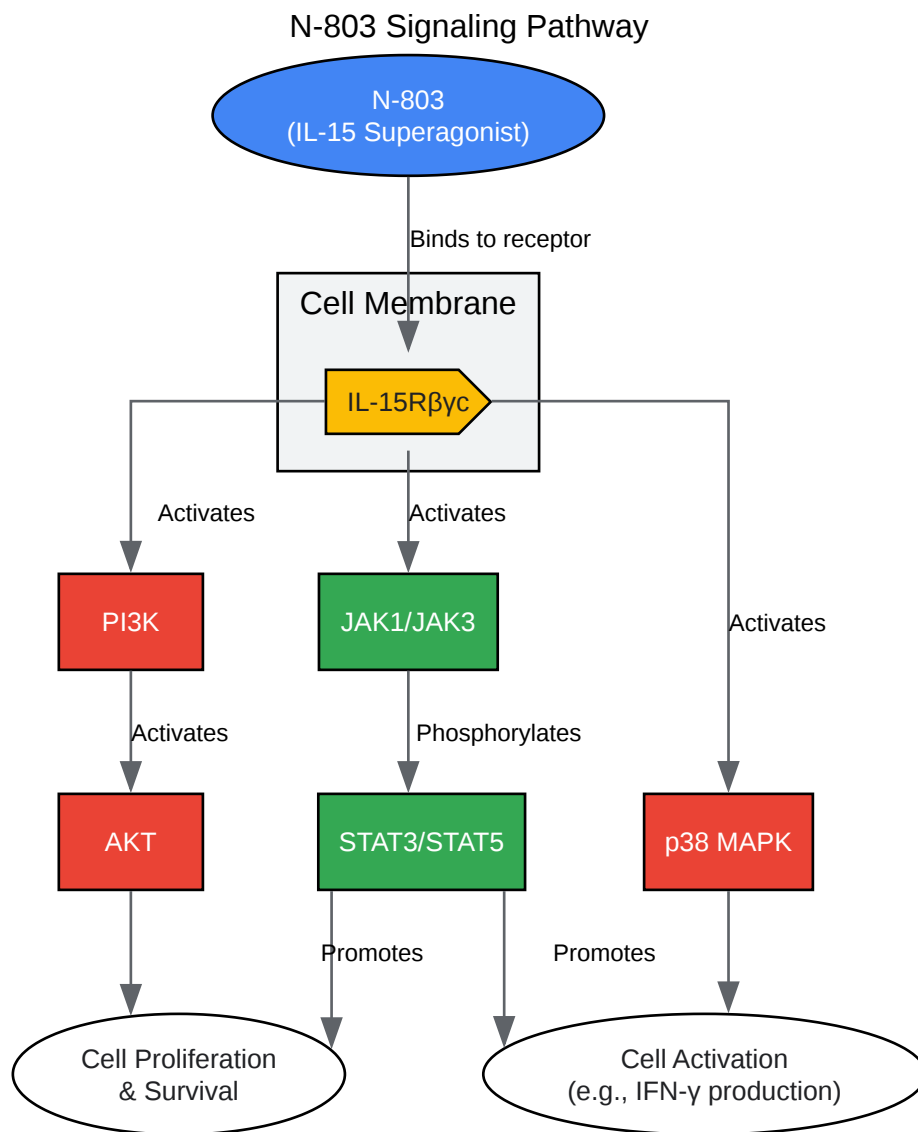 N-803 Signaling Pathway
N-803
(IL-15 Superagonist)
Binds to receptor
Cell Membrane
IL-15Rβγc
Activates
Activates
Activates
PI3K
JAK1/JAK3
Activates
Phosphorylates
AKT
STAT3/STAT5
p38 MAPK
Promotes
Promotes
Cell Proliferation
& Survival
Cell Activation
(e.g., IFN-γ production)